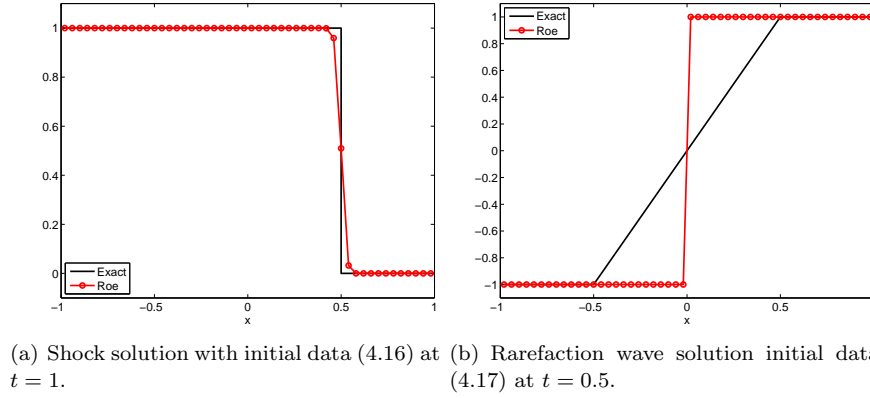 1
0.8
0.6
0.4
0.2
0
−1
−0.5
0
0.5
1
x
Exact
Roe
1
0.8
0.6
0.4
0.2
0
−0.2
−0.4
−0.6
−0.8
−1
−1
−0.5
0
0.5
x
Exact
Roe
(a) Shock solution with initial data (4.16) at
t = 1.
(b) Rarefaction wave solution initial data
(4.17) at t = 0.5.